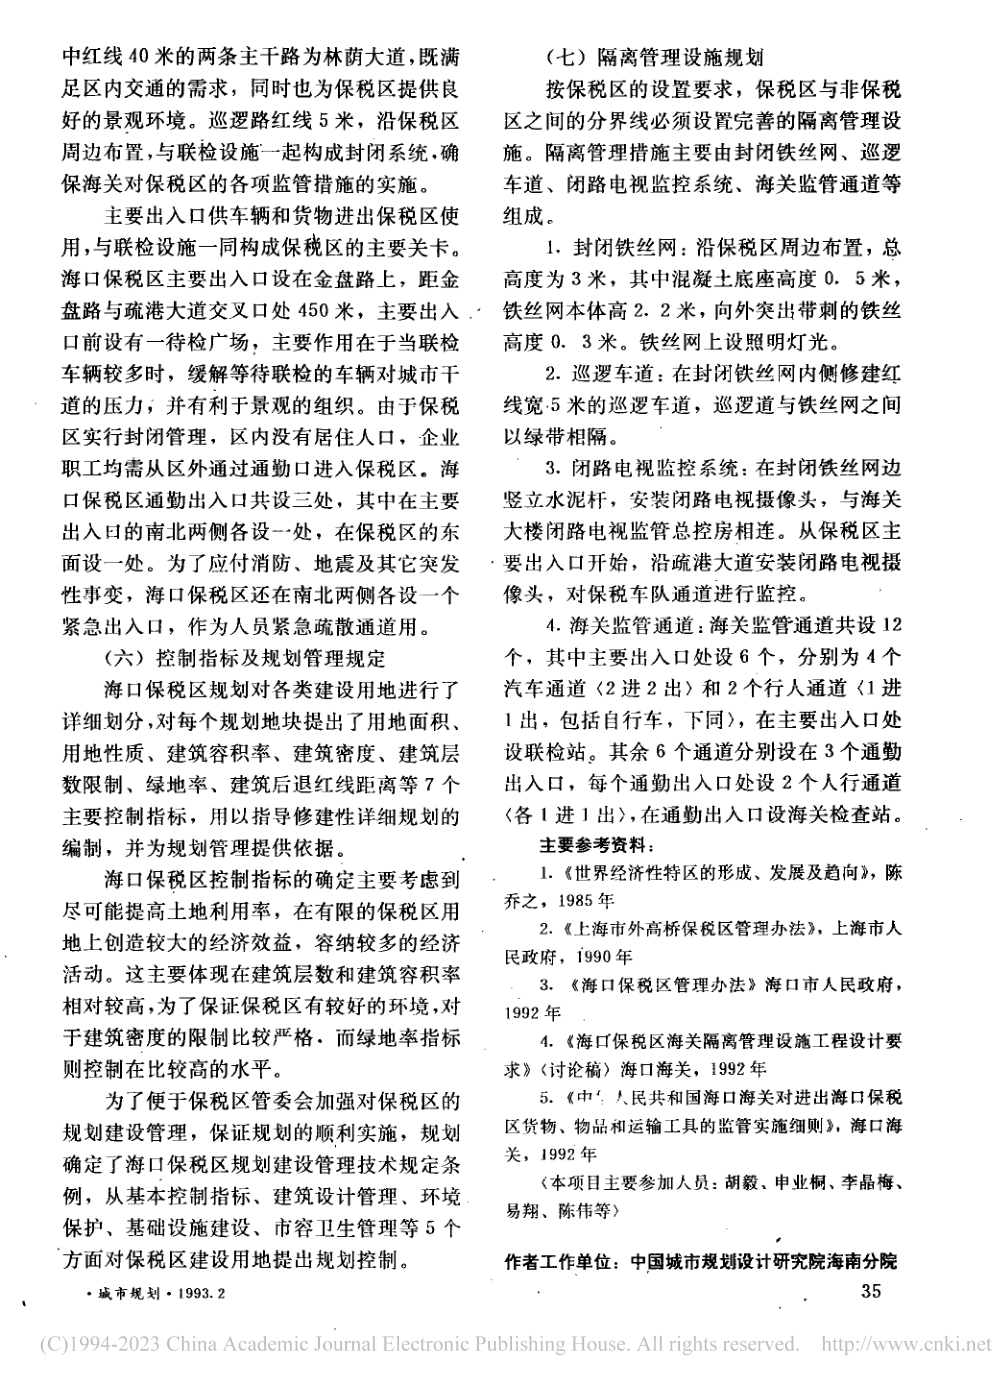 中红线40米的两条主干路为林荫大道,既满
足区内交通的需求，同时也为保税区提供良
好的景观环境。巡逻路红线5米，沿保税区
周边布置,与联检设施一起构成封闭系统,确
保海关对保税区的各项监管措施的实施。
主要出入口供车辆和货物进出保税区使
用,与联检设施一同构成保税区的主要关卡。
海口保税区主要出入口设在金盘路上，距金
盘路与疏港大道交叉口处450米，主要出入
口前设有一待检广场，主要作用在于当联检
车辆较多时，缓解等待联检的车辆对城市干
道的压力，并有利于景观的组织。由于保税
区实行封闭管理，区内没有居住人口，企业
职工均需从区外通过通勤口进入保税区。海
口保税区通勤出入口共设三处，其中在主要
出入口的南北两侧各设一处，在保税区的东
面设一处。为了应付消防、地震及其它突发
性事变，海口保税区还在南北两侧各设一个
紧急出入口，作为人员紧急疏散通道用。
（六）控制指标及规划管理规定
海口保税区规划对各类建设用地进行了
详细划分,对每个规划地块提出了用地面积、
用地性质、建筑容积率、建筑密度、建筑层
数限制、绿地率、建筑后退红线距离等7个
主要控制指标，用以指导修建性详细规划的
编制，并为规划管理提供依据。
海口保税区控制指标的确定主要考虑到
尽可能提高土地利用率，在有限的保税区用
地上创造较大的经济效益，容纳较多的经济
活动。这主要体现在建筑层数和建筑容积率
相对较高,为了保证保税区有较好的环境,对
于建筑密度的限制比较严格．而绿地率指标
则控制在比较高的水平。
为了便于保税区管委会加强对保税区的
规划建设管理，保证规划的顺利实施，规划
确定了海口保税区规划建设管理技术规定条
例，从基本控制指标、建筑设计管理、环境
保护、基础设施建设、市容卫生管理等5个
方面对保税区建设用地提出规划控制。
（七）隔离管理设施规划
按保税区的设置要求，保税区与非保税
区之间的分界线必须设置完善的隔离管理设
施。隔离管理措施主要由封闭铁丝网、巡逻
车道、闭路电视监控系统、海关监管通道等
组成。
1．封闭铁丝网：沿保税区周边布置，总
高度为3米，其中混凝土底座高度0．5米，
铁丝网本体高2．2米，向外突出带刺的铁丝
高度0．3米。铁丝网上设照明灯光。
2．巡逻车道：在封闭铁丝网内侧修建红
线宽5米的巡逻车道，巡逻道与铁丝网之间
以绿带相隔。
3．闭路电视监控系统：在封闭铁丝网边
竖立水泥杆，安装闭路电视摄像头，与海关
大楼闭路电视监管总控房相连。从保税区主
要出入口开始，沿疏港大道安装闭路电视摄
像头，对保税车队通道进行监控。
4．海关监管通道：海关监管通道共设12
个，其中主要出入口处设6个，分别为4个
汽车通道〈2进2出〉和2个行人通道〈1进
1出，包括自行车，下同〉，在主要出入口处
设联检站。其余6个通道分别设在3个通勤
出入口，每个通勤出入口处设2个人行通道
〈各1进1出〉,在通勤出入口设海关检查站。
主要参考资料：
1.《世界经济性特区的形成、发展及趋向》，陈
乔之，1985年
2.《上海市外高桥保税区管理办法》，上海市人
民政府，1990年
3．《海口保税区管理办法》海口市人民政府，
1992年
4．《海口保税区海关隔离管理设施工程设计要
求》〈讨论稿〉海口海关，1992年
5．《中 人民共和国海口海关对进出海口保税
区货物、物品和运输工具的监管实施细则》，海口海
关，1992年
〈本项目主要参加人员：胡毅、申业桐、李晶梅、
易翔、陈伟等〉
作者工作单位：中国城市规划设计研究院海南分院
·城市规划·1993.2
35
(C)1994-2023 China Academic Journal Electronic Publishing House. All rights reserved. http://www.cnki.net